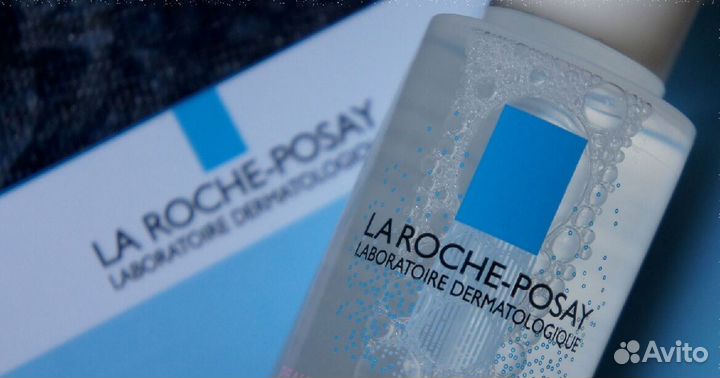 LA ROCHE-POSAY
LABORATOIRE DERMATOLOGIQUE
LA ROCHE-POSAY
LABORATOIRE DERMATOLOGIQUE
Avito